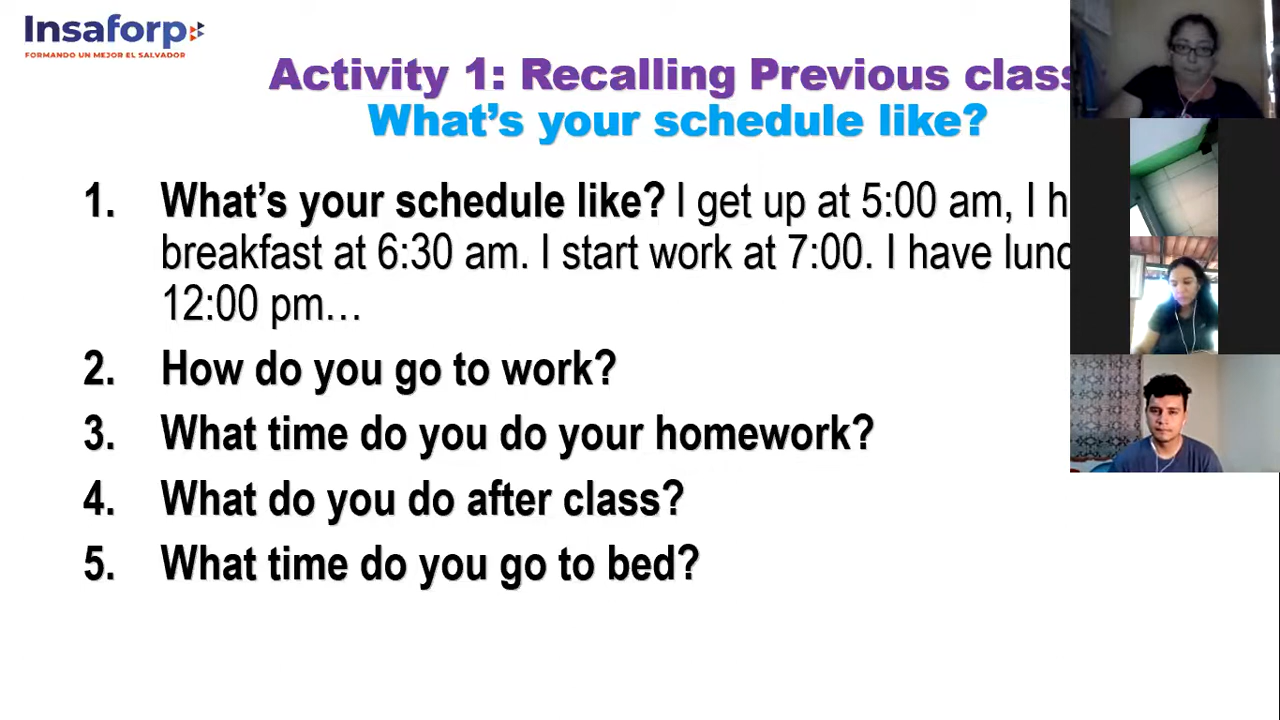 Insaforp
FORMANDO UN MEJOR EL SALVADOR
Activity 1: Recalling Previous class
What's your schedule like?
1. What's your schedule like? I get up at 5:00 am, I h
breakfast at 6:30 am. I start work at 7:00. I have lunc
12:00 pm…
2. How do you go to work?
3. What time do you do your homework?
4. What do you do after class?
5. What time do you go to bed?